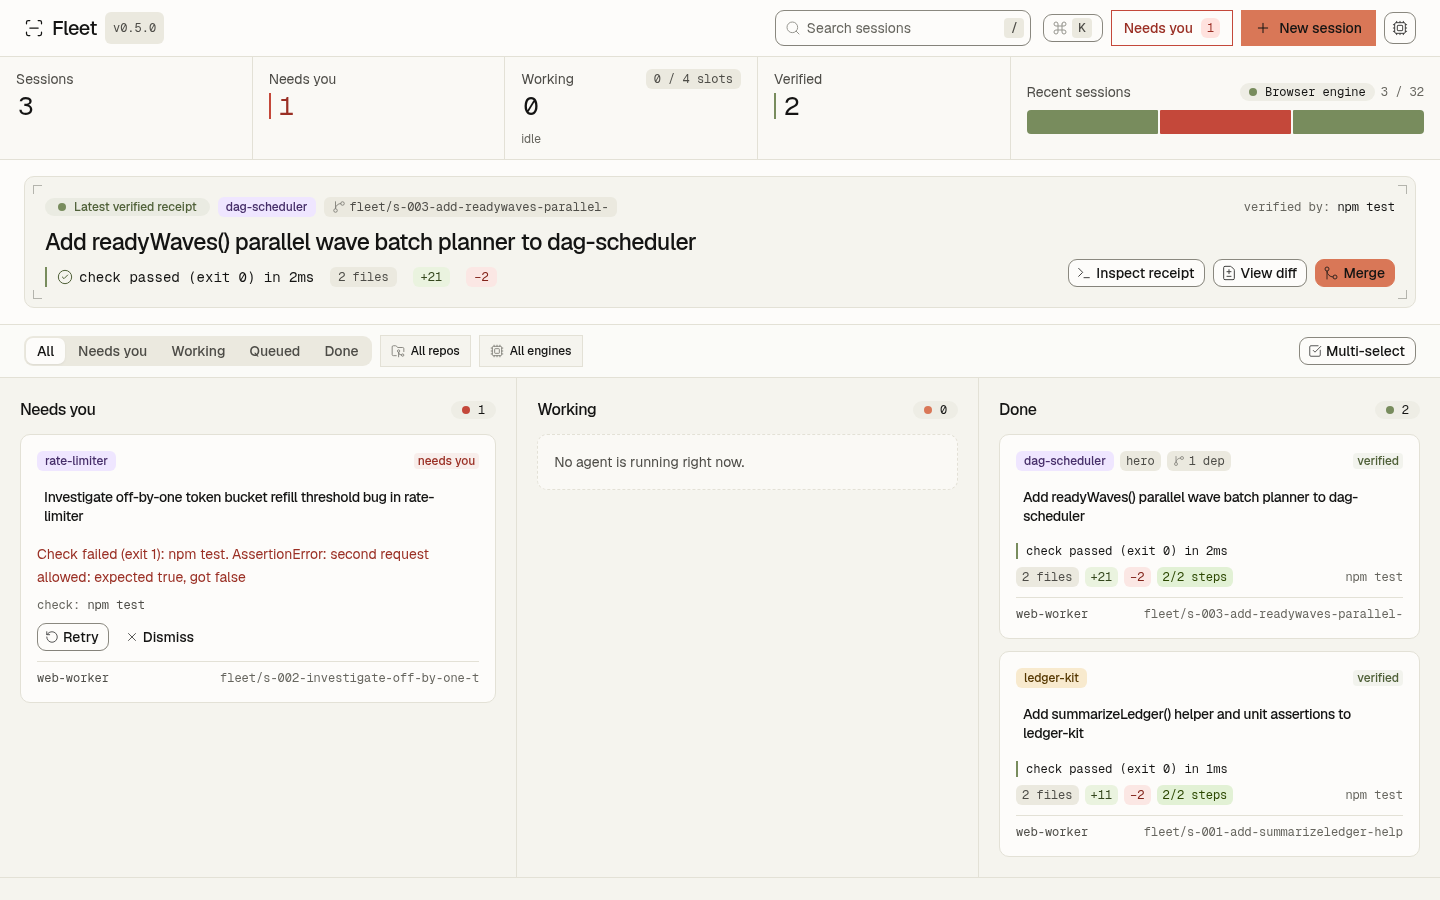 Fleet v0.5.0
Search sessions /
⌘ K
Needs you 1
New session
Sessions
3
Needs you
1
Working 0 / 4 slots
0
idle
Verified
2
Recent sessions Browser engine 3 / 32
Latest verified receipt dag-scheduler fleet/s-003-add-readywaves-parallel- verified by: npm test
Add readyWaves() parallel wave batch planner to dag-scheduler
check passed (exit 0) in 2ms 2 files +21 −2
Inspect receipt View diff Merge
All Needs you Working Queued Done All repos All engines Multi-select
Needs you 1
rate-limiter needs you
Investigate off-by-one token bucket refill threshold bug in rate-
limiter
Check failed (exit 1): npm test. AssertionError: second request
allowed: expected true, got false
check: npm test
Retry Dismiss
web-worker fleet/s-002-investigate-off-by-one-t
Working 0
No agent is running right now.
Done 2
dag-scheduler hero 1 dep verified
Add readyWaves() parallel wave batch planner to dag-
scheduler
check passed (exit 0) in 2ms
2 files +21 −2 2/2 steps npm test
web-worker fleet/s-003-add-readywaves-parallel-
ledger-kit verified
Add summarizeLedger() helper and unit assertions to
ledger-kit
check passed (exit 0) in 1ms
2 files +11 −2 2/2 steps npm test
web-worker fleet/s-001-add-summarizeledger-help